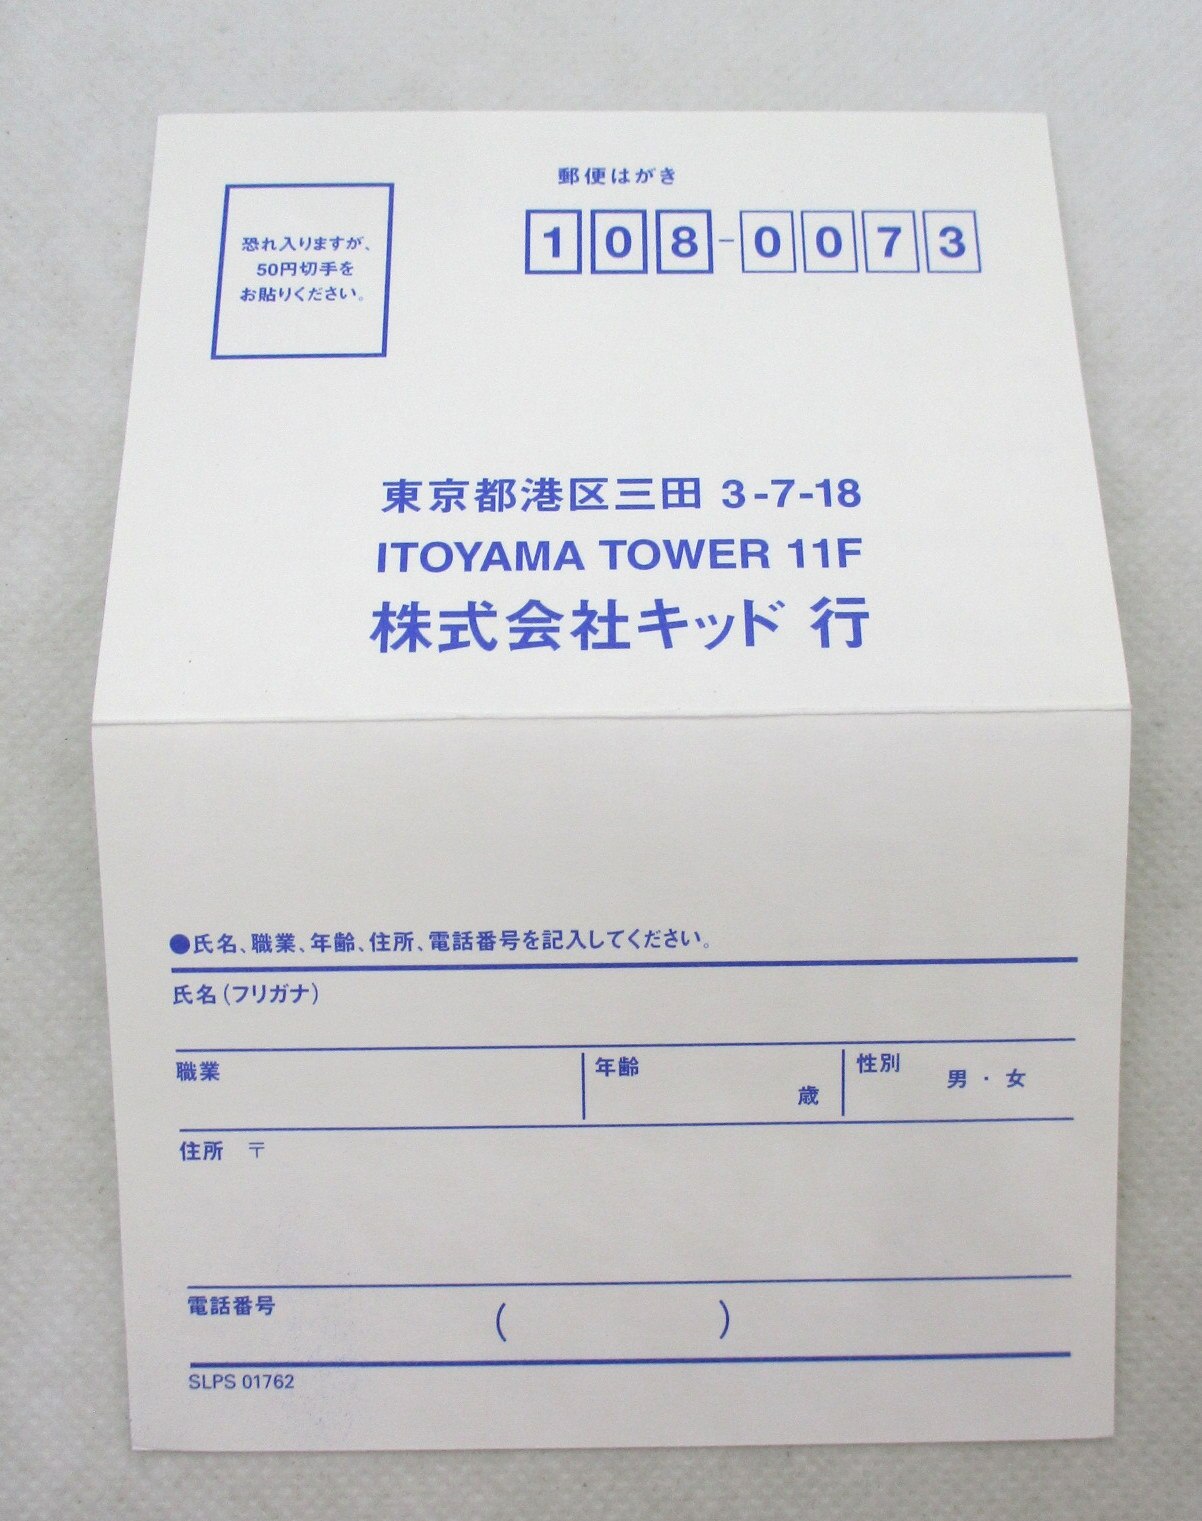 郵便はがき
108-0073
恐れ入りますが、
50円切手を
お貼りください。
東京都港区三田 3-7-18
ITOYAMA TOWER 11F
株式会社キッド 行
●氏名、職業、年齢、住所、電話番号を記入してください。
氏名(フリガナ)
職業 年齢 歳 性別 男・女
住所 〒
電話番号 ( )
SLPS 01762